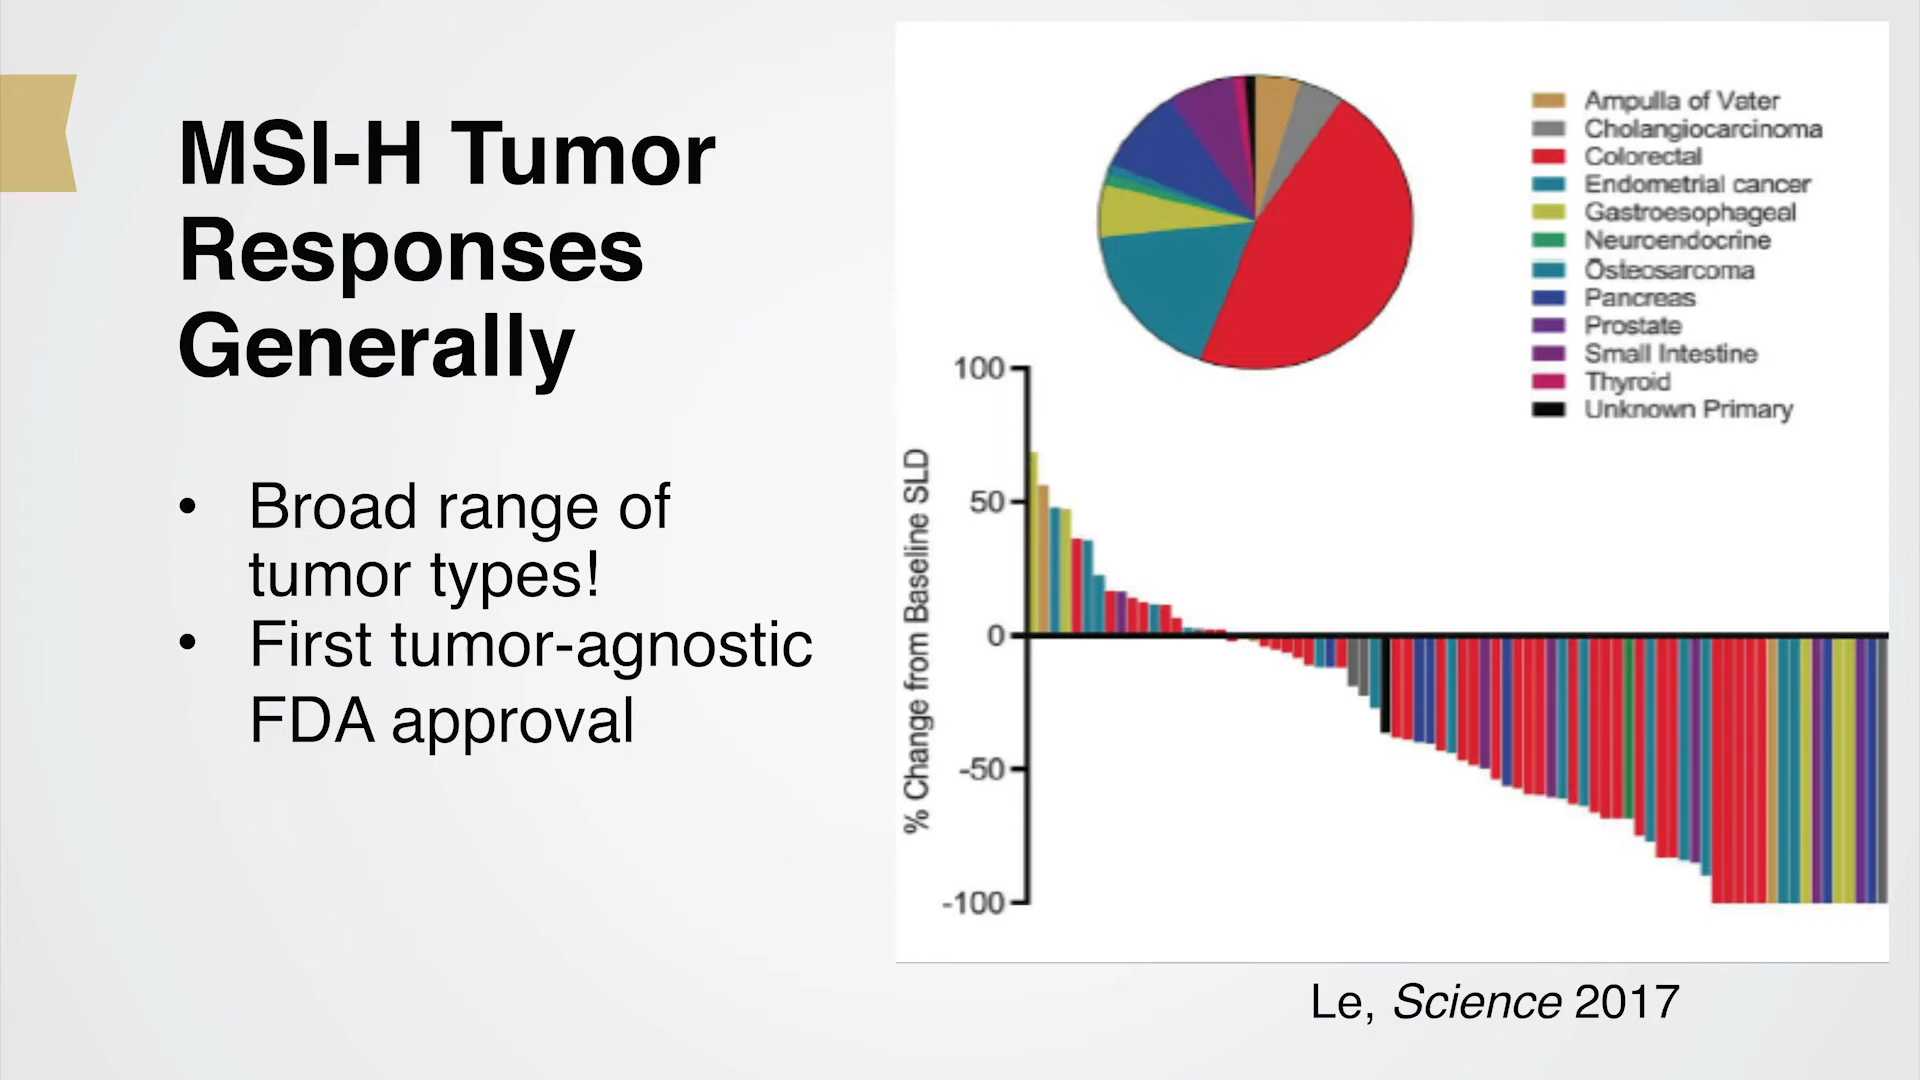 MSI-H Tumor
Responses
Generally
• Broad range of
tumor types!
• First tumor-agnostic
FDA approval
Ampulla of Vater
Cholangiocarcinoma
Colorectal
Endometrial cancer
Gastroesophageal
Neuroendocrine
Osteosarcoma
Pancreas
Prostate
Small Intestine
Thyroid
Unknown Primary
% Change from Baseline SLD
100
50
0
-50
-100
Le, Science 2017